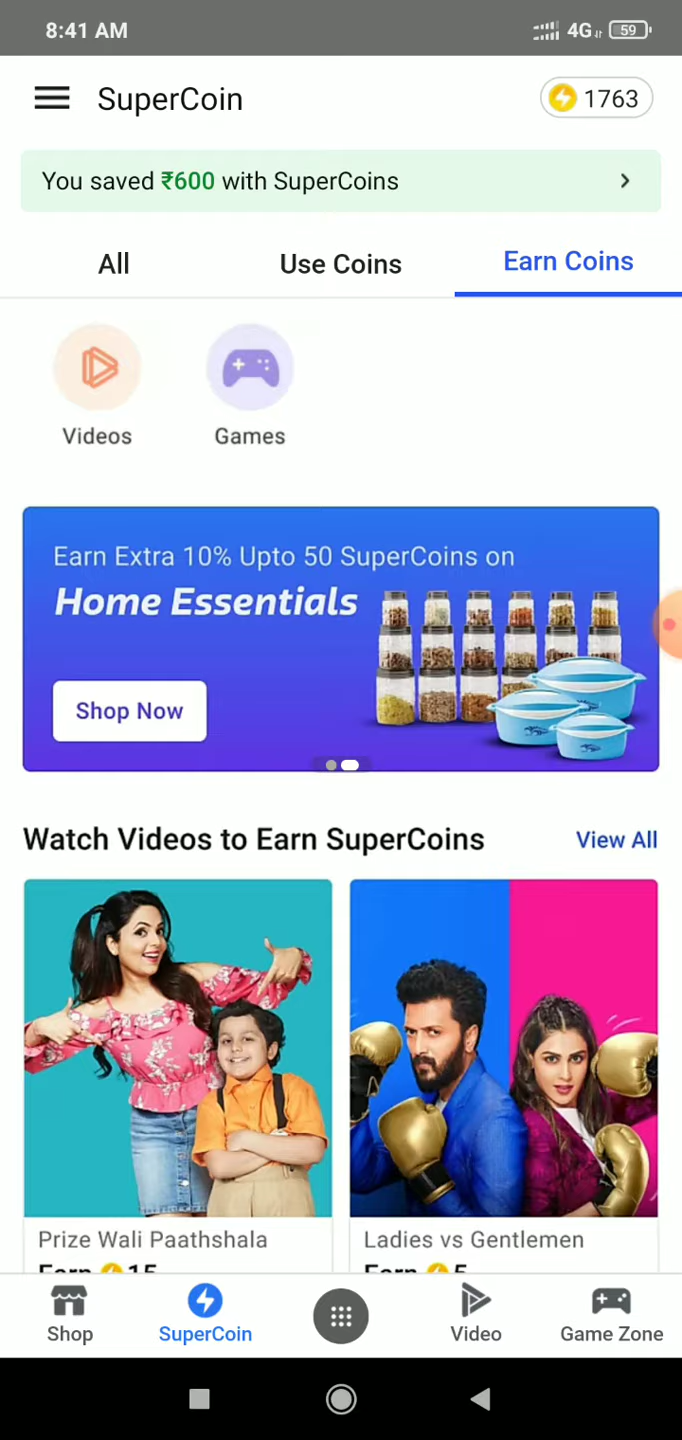 8:41 AM
4G
59
SuperCoin
1763
You saved ₹600 with SuperCoins
All
Use Coins
Earn Coins
Videos
Games
Earn Extra 10% Upto 50 SuperCoins on
Home Essentials
Shop Now
Watch Videos to Earn SuperCoins
View All
Prize Wali Paathshala
Earn 15
Ladies vs Gentlemen
Earn 5
Shop
SuperCoin
Video
Game Zone